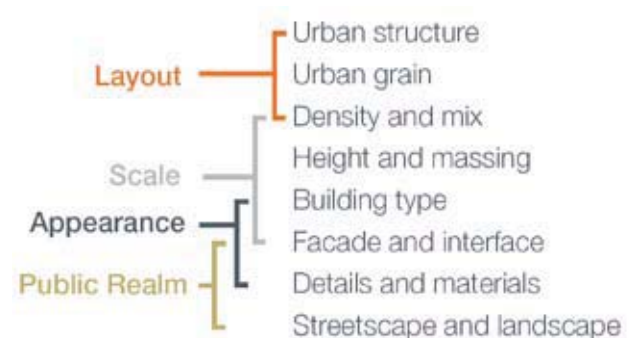 Layout
Scale
Appearance
Public Realm
Urban structure
Urban grain
Density and mix
Height and massing
Building type
Facade and interface
Details and materials
Streetscape and landscape